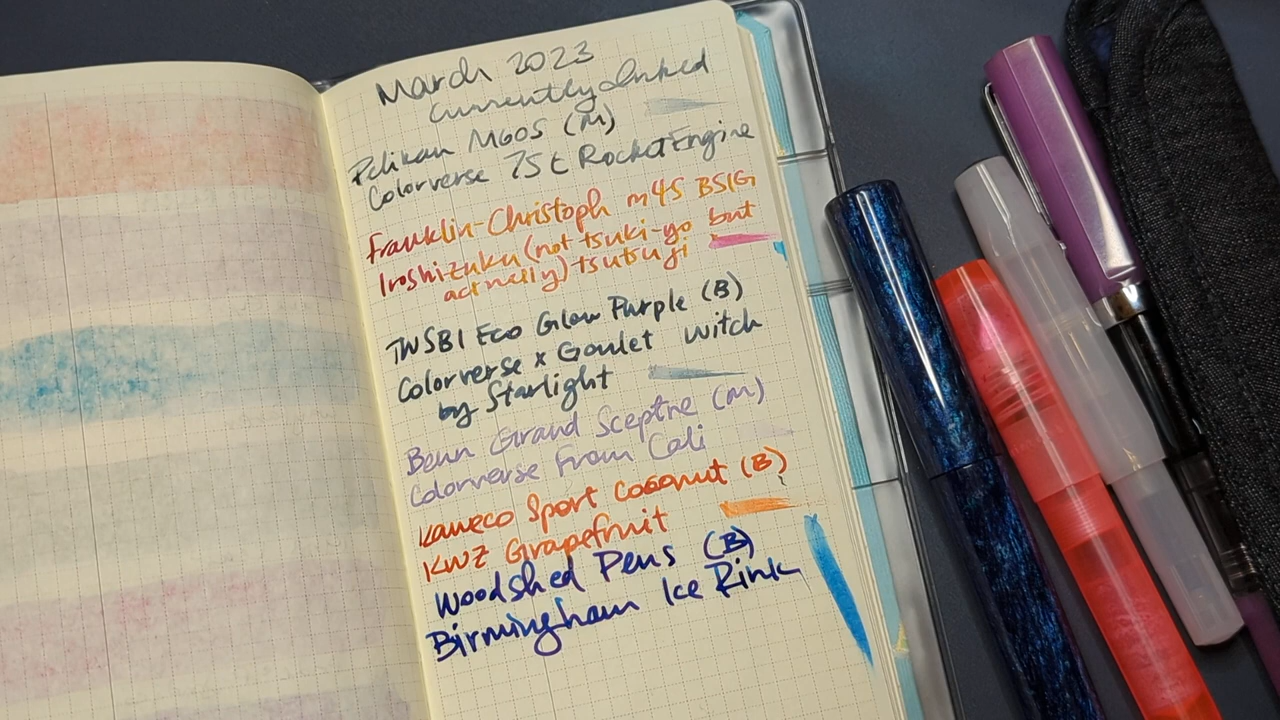 March 2023
Currently Inked
Pelikan M605 (M)
Colorverse 75t RocketEngine
Franklin-Christoph m45 BSIG
Iroshizuku (not tsuki-yo but
actually) tsutsuji
TWSBI Eco Glow Purple (B)
Colorverse x Goulet Witch
by Starlight
Benu Grand Sceptre (M)
Colorverse From Cali
Kaweco Sport Coconut (B)
KWZ Grapefruit
Woodshed Pens (B)
Birmingham Ice Rink